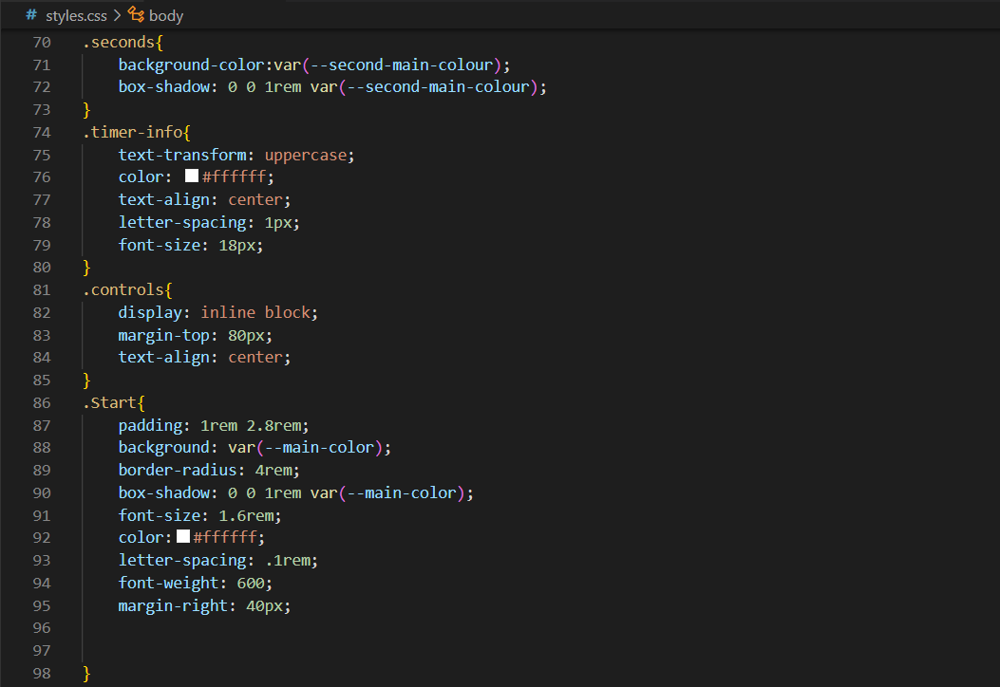 # styles.css > body
70 .seconds{
71 background-color:var(--second-main-colour);
72 box-shadow: 0 0 1rem var(--second-main-colour);
73 }
74 .timer-info{
75 text-transform: uppercase;
76 color: #ffffff;
77 text-align: center;
78 letter-spacing: 1px;
79 font-size: 18px;
80 }
81 .controls{
82 display: inline block;
83 margin-top: 80px;
84 text-align: center;
85 }
86 .Start{
87 padding: 1rem 2.8rem;
88 background: var(--main-color);
89 border-radius: 4rem;
90 box-shadow: 0 0 1rem var(--main-color);
91 font-size: 1.6rem;
92 color:#ffffff;
93 letter-spacing: .1rem;
94 font-weight: 600;
95 margin-right: 40px;
96
97
98 }